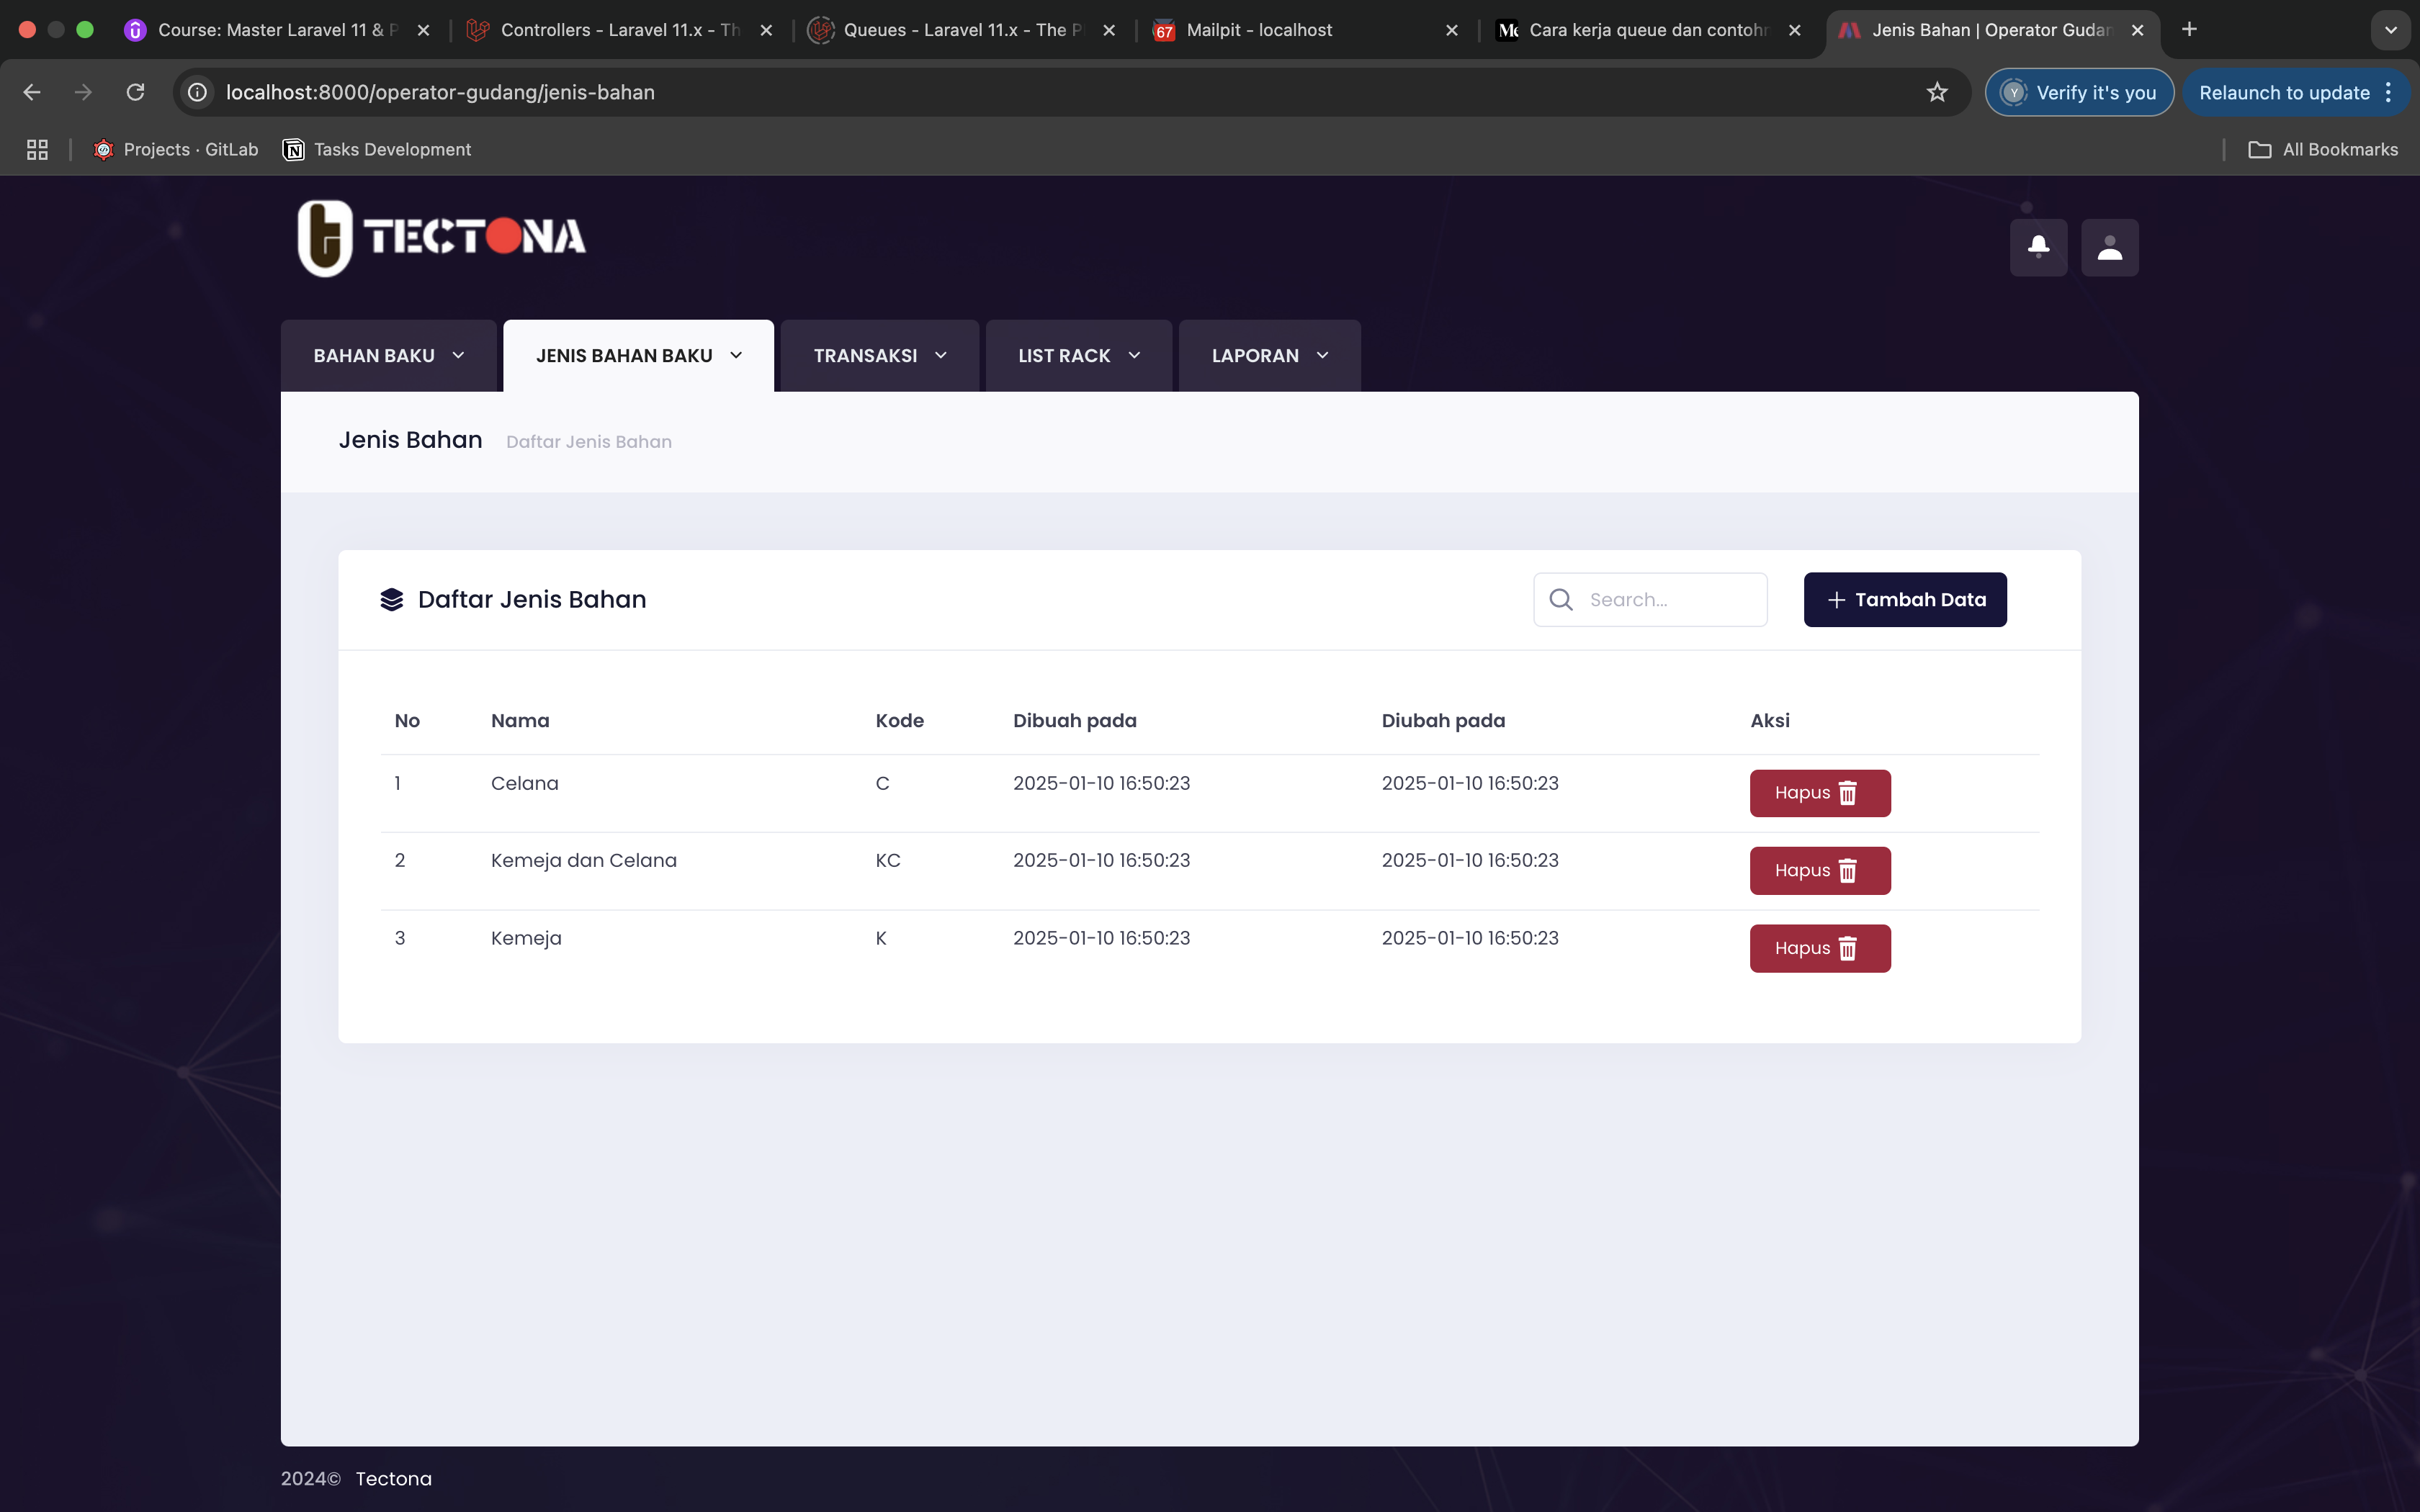 Course: Master Laravel 11 & P
Controllers - Laravel 11.x - Th
Queues - Laravel 11.x - The P
67 Mailpit - localhost
Cara kerja queue dan contohn
Jenis Bahan | Operator Gudan
localhost:8000/operator-gudang/jenis-bahan
Y Verify it's you
Relaunch to update
Projects · GitLab
Tasks Development
All Bookmarks
TECTONA
BAHAN BAKU
JENIS BAHAN BAKU
TRANSAKSI
LIST RACK
LAPORAN
Jenis Bahan Daftar Jenis Bahan
Daftar Jenis Bahan
Search...
+ Tambah Data
No Nama Kode Dibuah pada Diubah pada Aksi
1 Celana C 2025-01-10 16:50:23 2025-01-10 16:50:23 Hapus
2 Kemeja dan Celana KC 2025-01-10 16:50:23 2025-01-10 16:50:23 Hapus
3 Kemeja K 2025-01-10 16:50:23 2025-01-10 16:50:23 Hapus
2024© Tectona